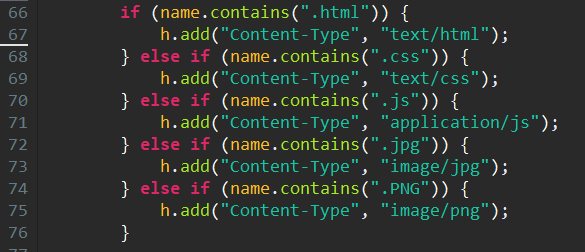 66 if (name.contains(".html")) {
67 h.add("Content-Type", "text/html");
68 } else if (name.contains(".css")) {
69 h.add("Content-Type", "text/css");
70 } else if (name.contains(".js")) {
71 h.add("Content-Type", "application/js");
72 } else if (name.contains(".jpg")) {
73 h.add("Content-Type", "image/jpg");
74 } else if (name.contains(".PNG")) {
75 h.add("Content-Type", "image/png");
76 }
77